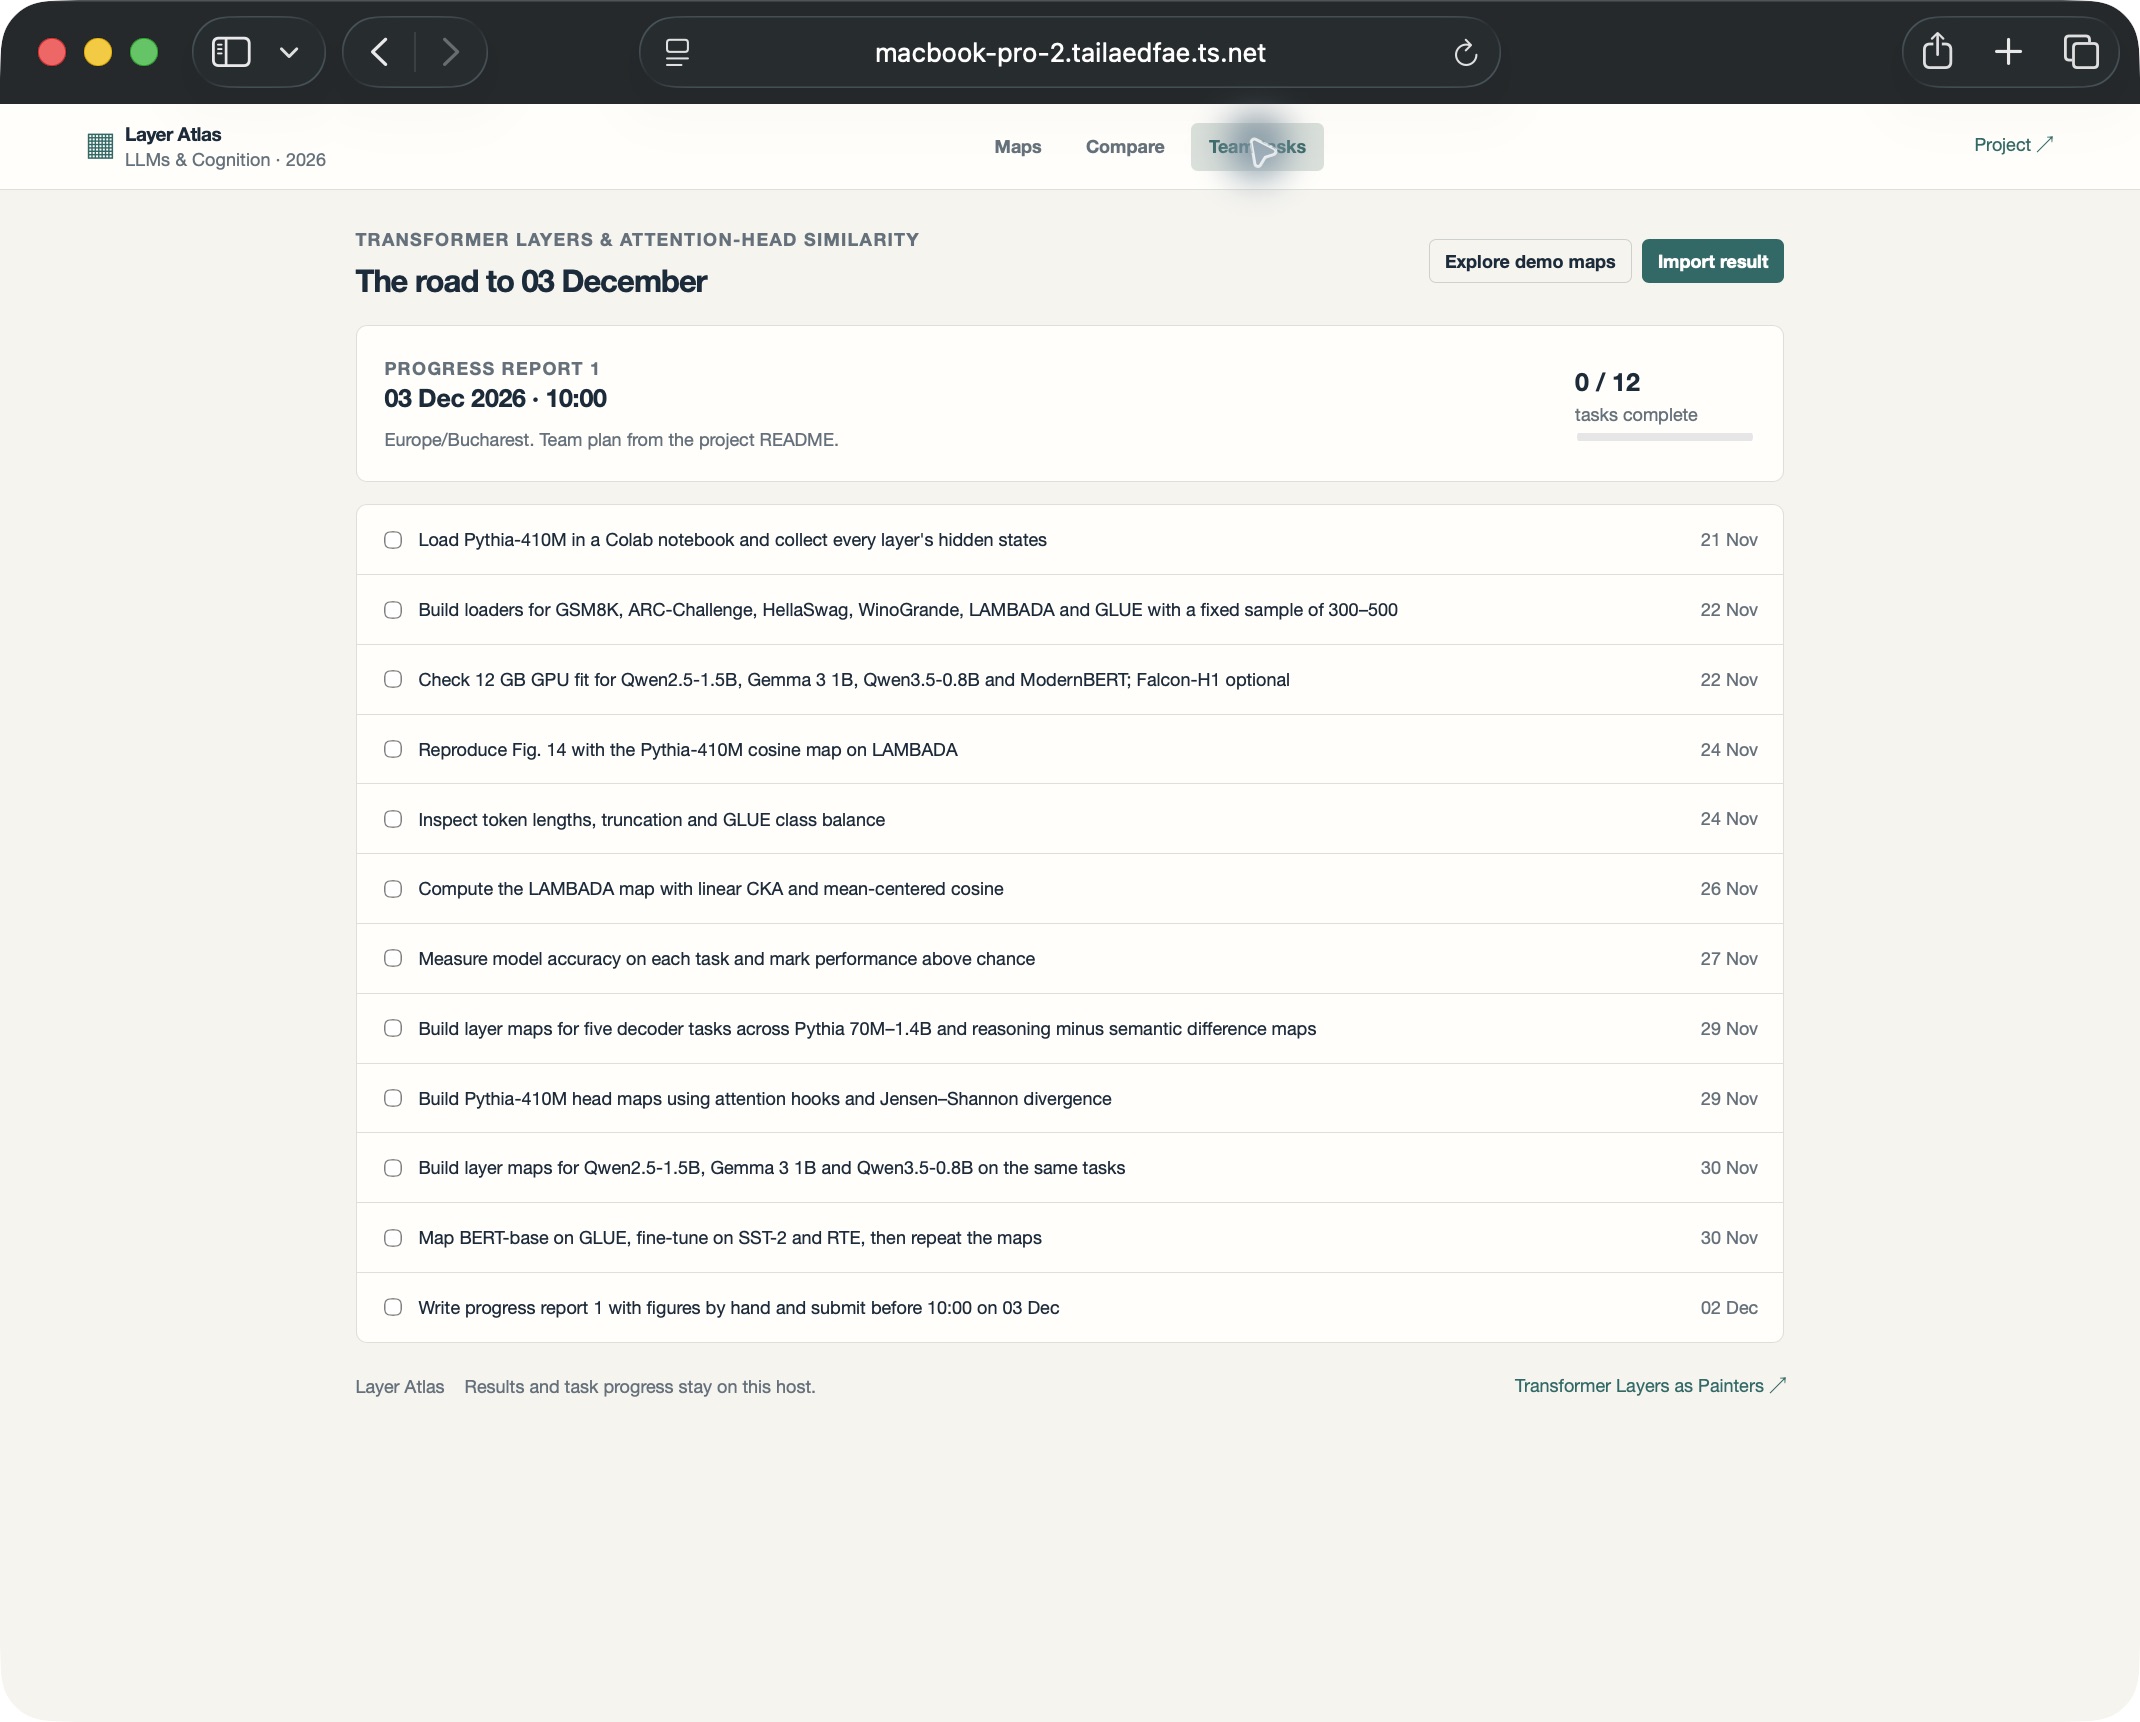 macbook-pro-2.tailaedfae.ts.net
Layer Atlas
LLMs & Cognition · 2026
Maps
Compare
Project ↗
TRANSFORMER LAYERS & ATTENTION-HEAD SIMILARITY
The road to 03 December
Explore demo maps
Import result
PROGRESS REPORT 1
03 Dec 2026 · 10:00
Europe/Bucharest. Team plan from the project README.
0 / 12
tasks complete
Load Pythia-410M in a Colab notebook and collect every layer's hidden states 21 Nov
Build loaders for GSM8K, ARC-Challenge, HellaSwag, WinoGrande, LAMBADA and GLUE with a fixed sample of 300–500 22 Nov
Check 12 GB GPU fit for Qwen2.5-1.5B, Gemma 3 1B, Qwen3.5-0.8B and ModernBERT; Falcon-H1 optional 22 Nov
Reproduce Fig. 14 with the Pythia-410M cosine map on LAMBADA 24 Nov
Inspect token lengths, truncation and GLUE class balance 24 Nov
Compute the LAMBADA map with linear CKA and mean-centered cosine 26 Nov
Measure model accuracy on each task and mark performance above chance 27 Nov
Build layer maps for five decoder tasks across Pythia 70M–1.4B and reasoning minus semantic difference maps 29 Nov
Build Pythia-410M head maps using attention hooks and Jensen–Shannon divergence 29 Nov
Build layer maps for Qwen2.5-1.5B, Gemma 3 1B and Qwen3.5-0.8B on the same tasks 30 Nov
Map BERT-base on GLUE, fine-tune on SST-2 and RTE, then repeat the maps 30 Nov
Write progress report 1 with figures by hand and submit before 10:00 on 03 Dec 02 Dec
Layer Atlas Results and task progress stay on this host.
Transformer Layers as Painters ↗